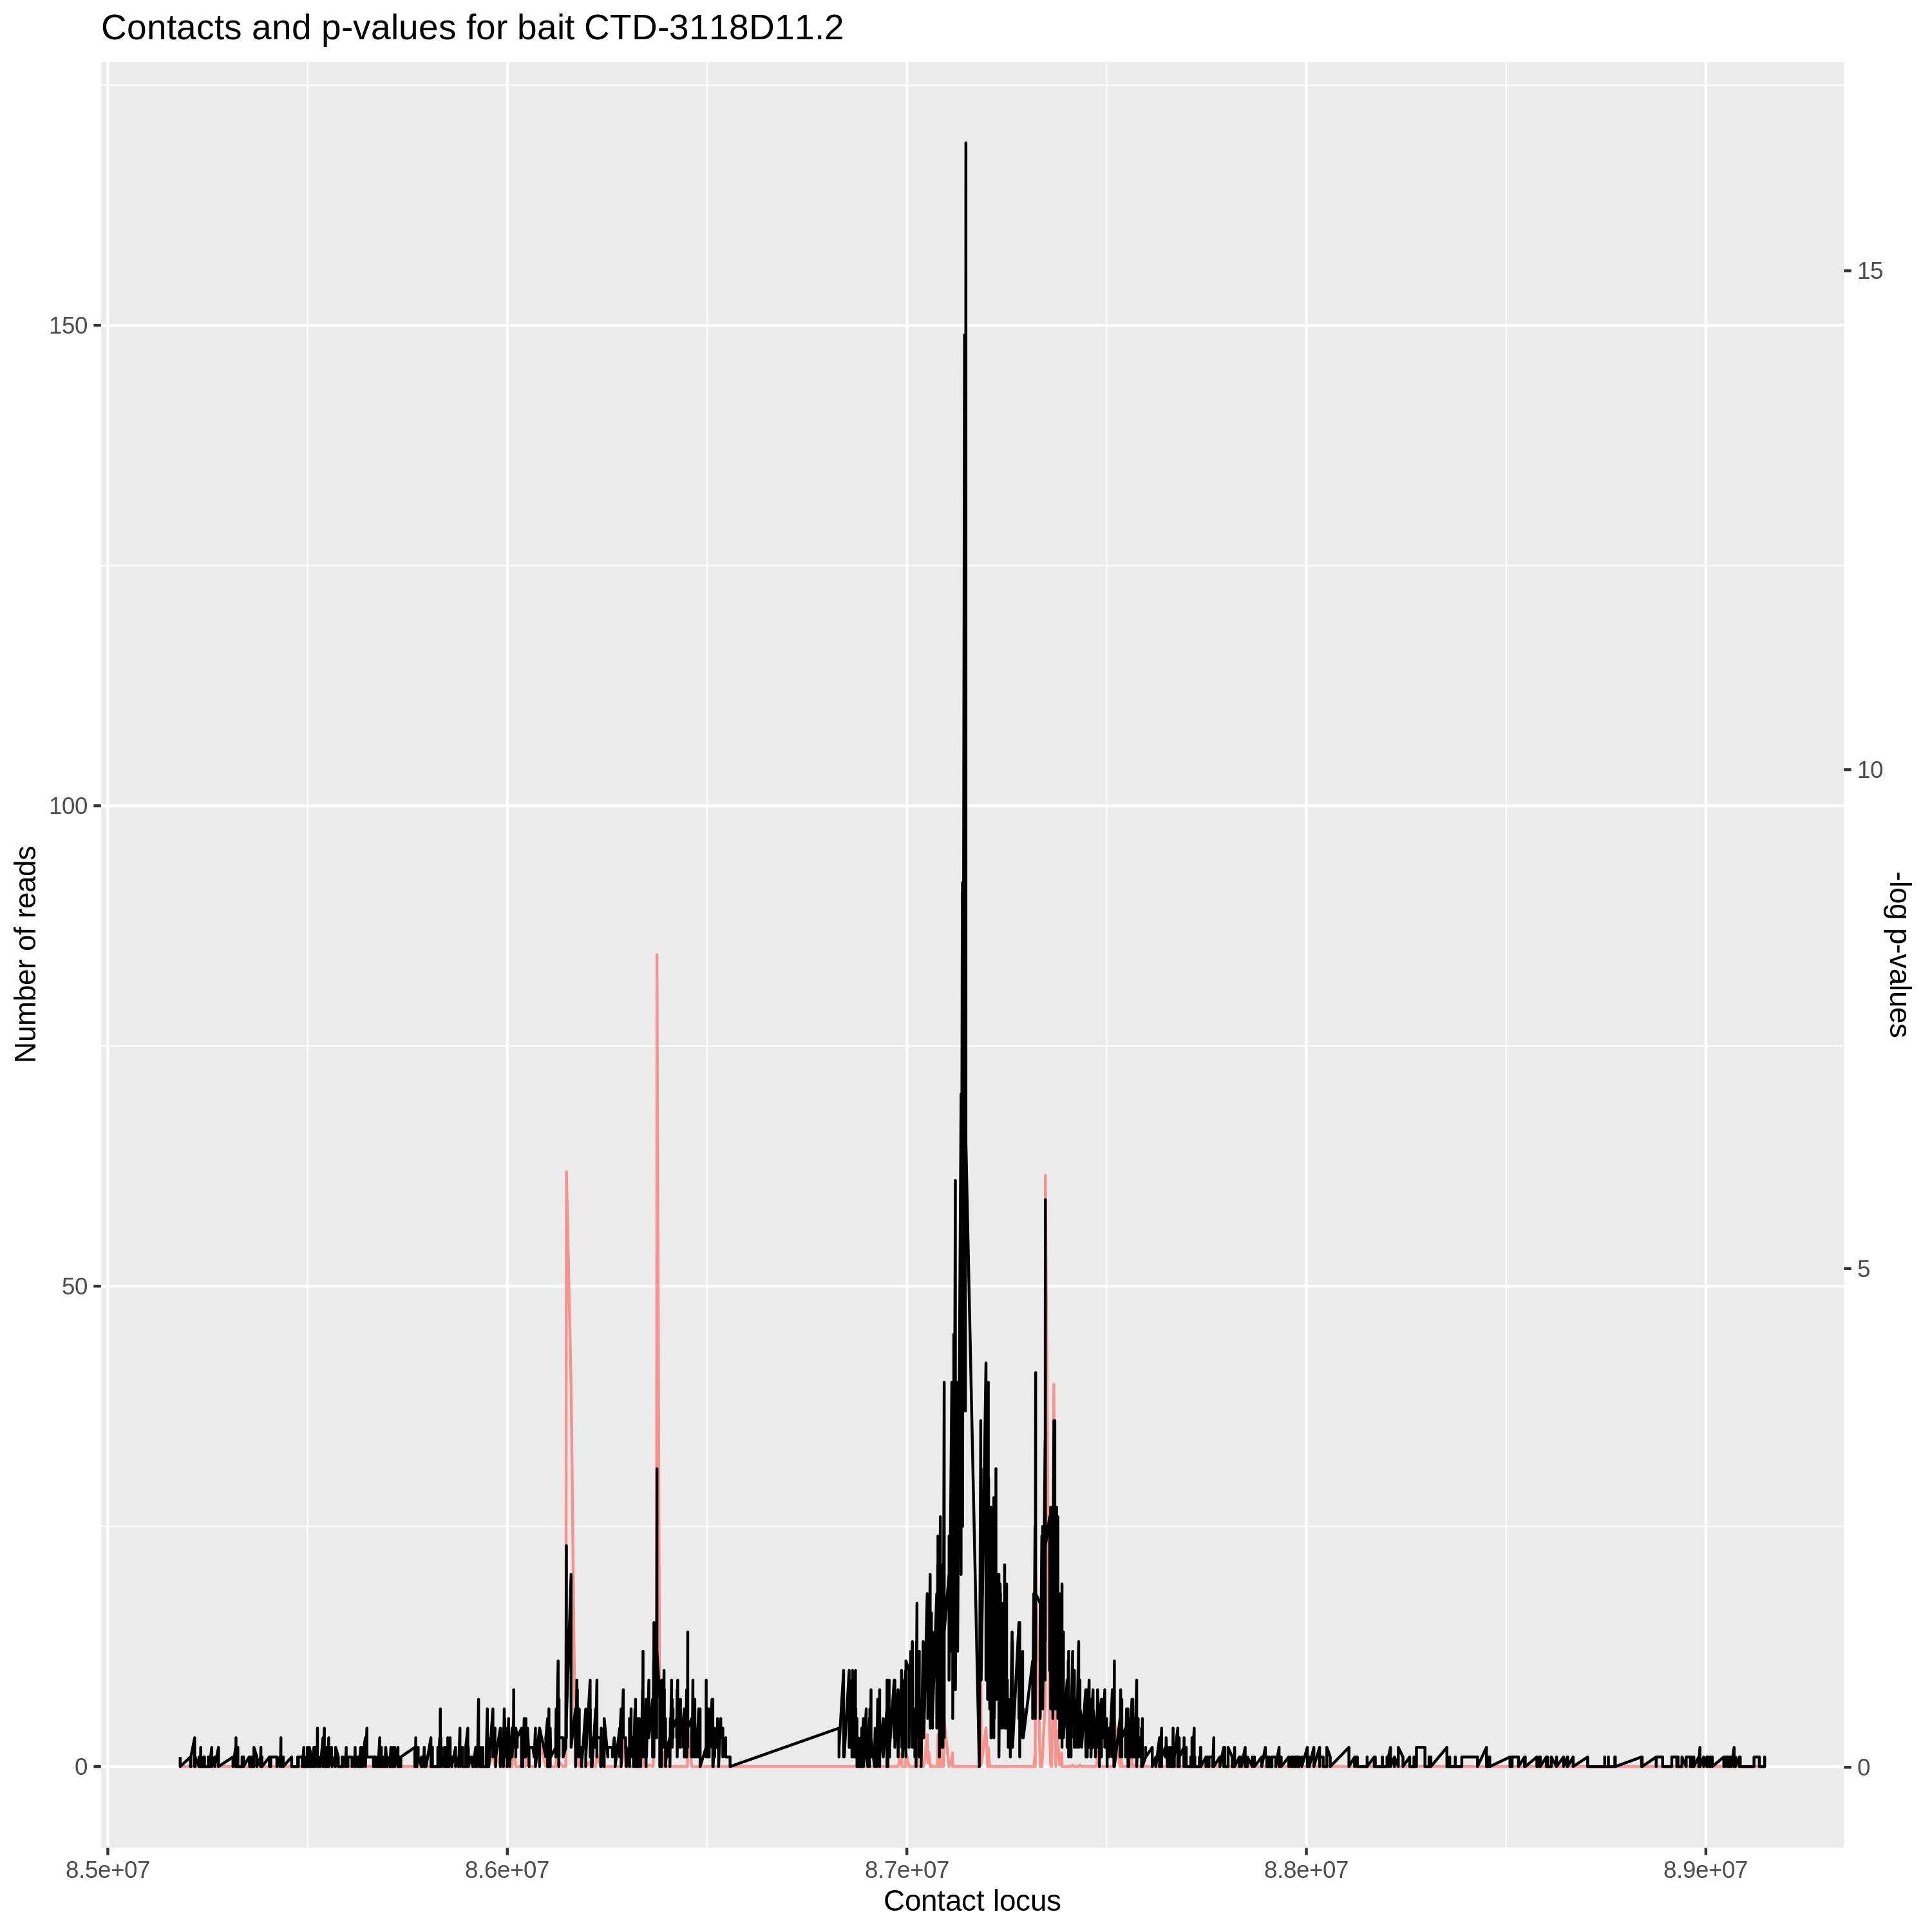 Contacts and p-values for bait CTD-3118D11.2
150
100
50
0
Number of reads
15
10
5
0
-log p-values
8.5e+07
8.6e+07
8.7e+07
8.8e+07
8.9e+07
Contact locus